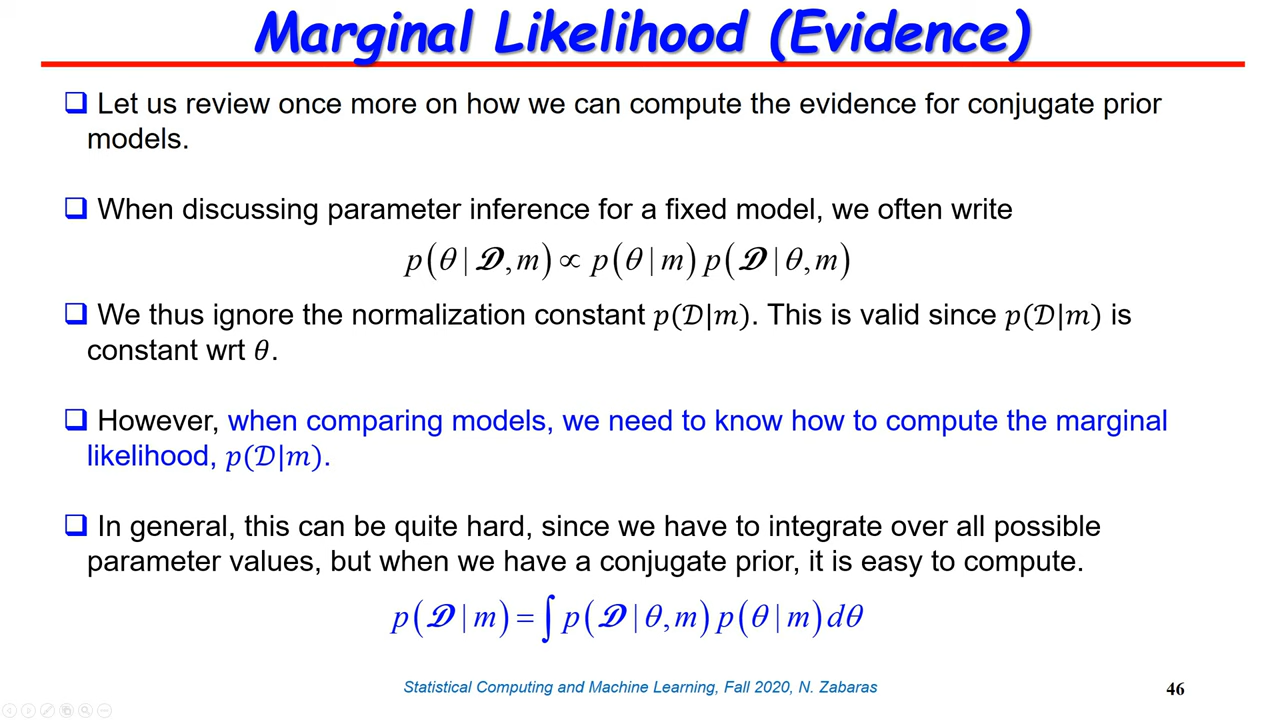 Marginal Likelihood (Evidence)
❑ Let us review once more on how we can compute the evidence for conjugate prior
models.
❑ When discussing parameter inference for a fixed model, we often write
p(θ | 𝓓, m) ∝ p(θ | m) p(𝓓 | θ, m)
❑ We thus ignore the normalization constant p(𝒟|m). This is valid since p(𝒟|m) is
constant wrt θ.
❑ However, when comparing models, we need to know how to compute the marginal
likelihood, p(𝒟|m).
❑ In general, this can be quite hard, since we have to integrate over all possible
parameter values, but when we have a conjugate prior, it is easy to compute.
p(𝓓 | m) = ∫ p(𝓓 | θ, m) p(θ | m) dθ
Statistical Computing and Machine Learning, Fall 2020, N. Zabaras
46